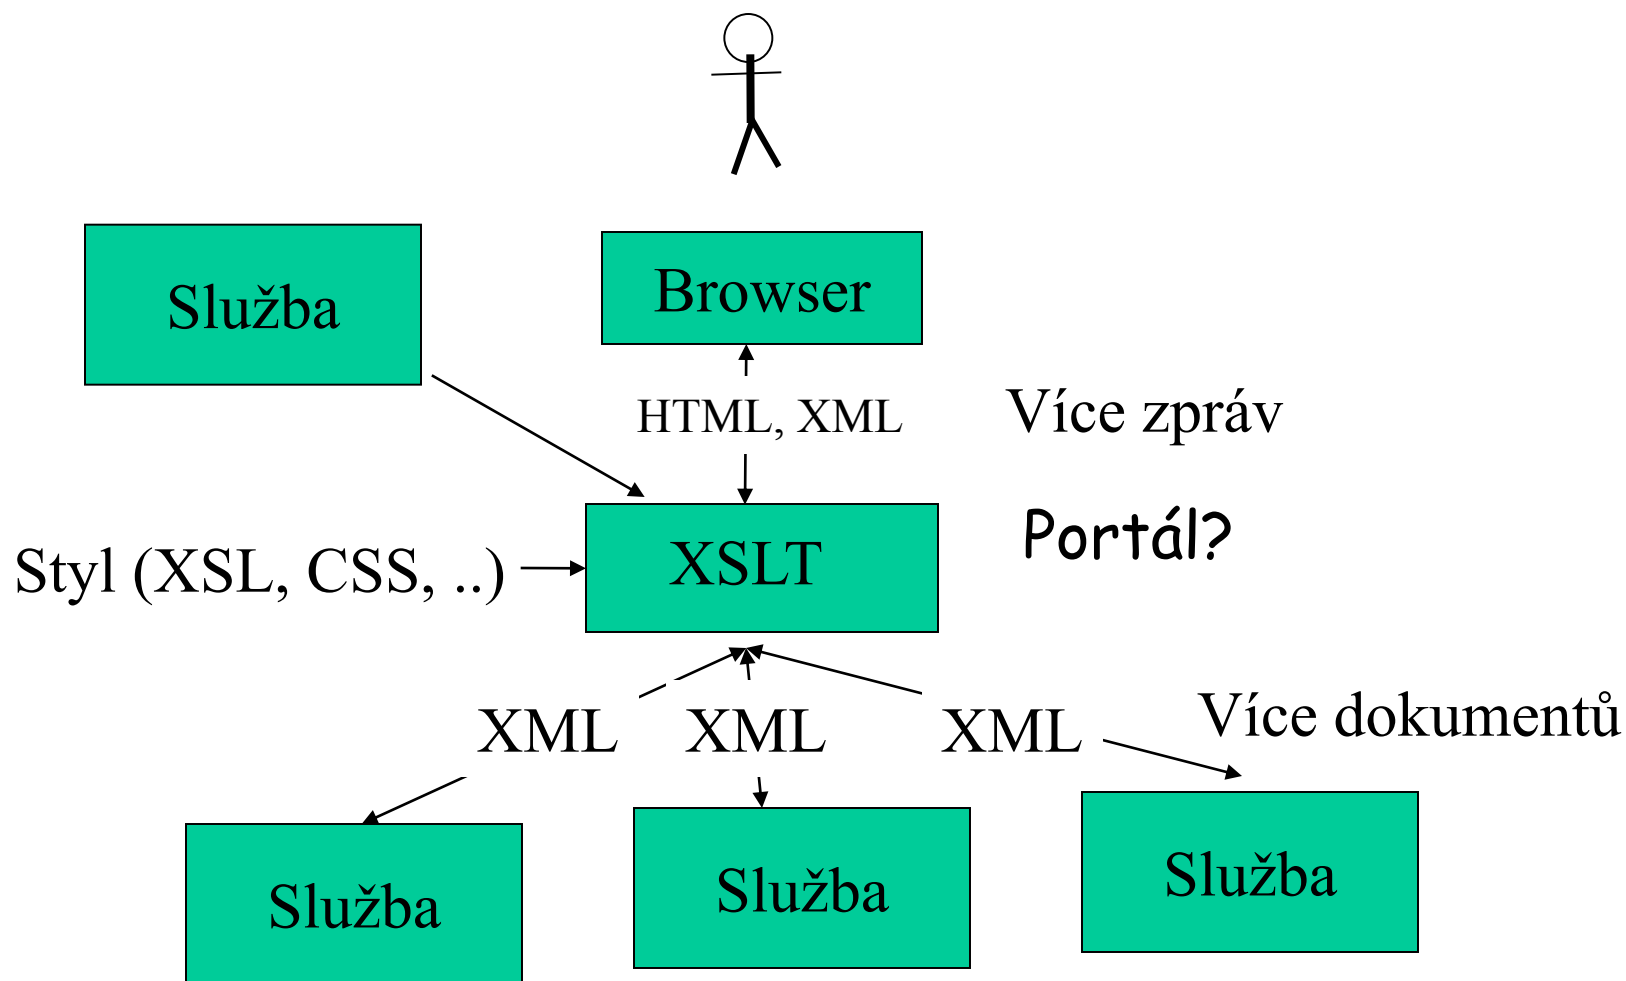 Služba
Browser
HTML, XML
Více zpráv
Portál?
Styl (XSL, CSS, ..)
XSLT
XML
XML
XML
Více dokumentů
Služba
Služba
Služba